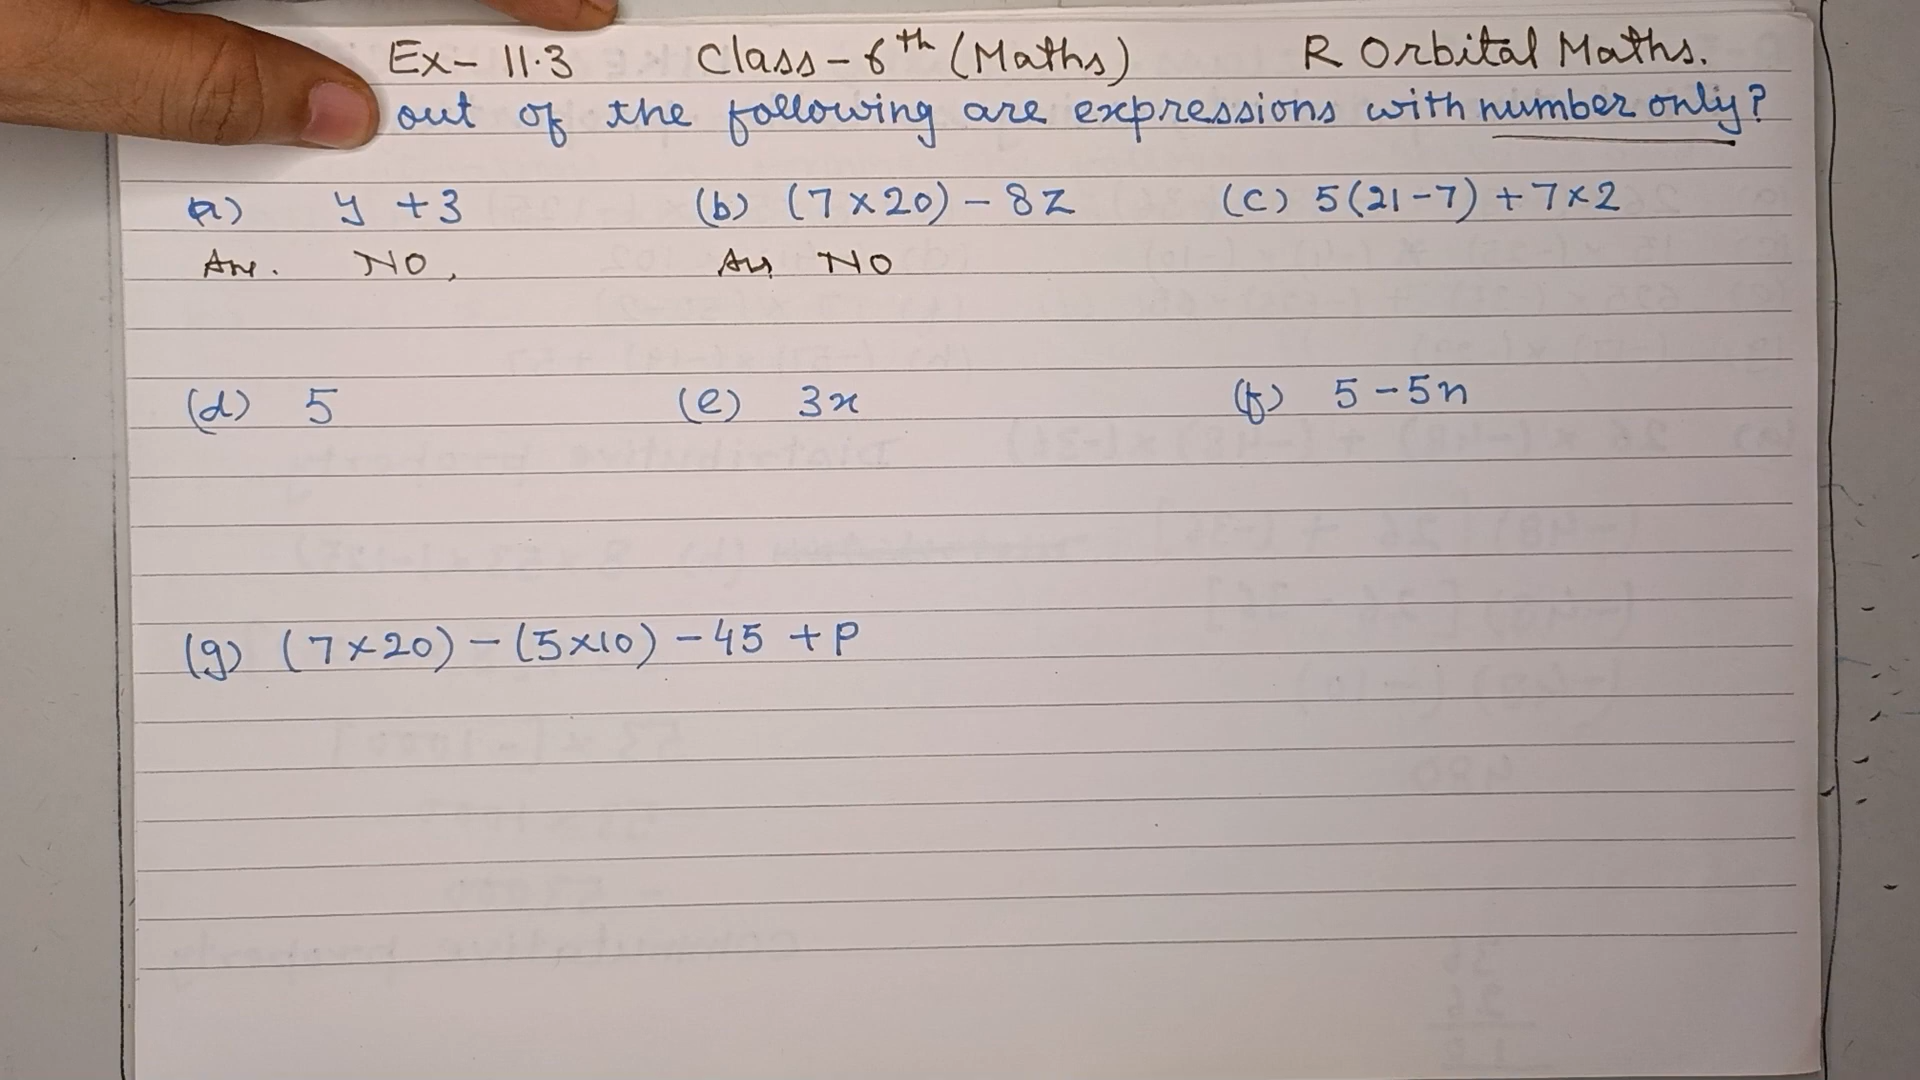 Ex- 11.3 Class - 6th (Maths) R Orbital Maths.
out of the following are expressions with number only?
a) y + 3 (b) (7 × 20) - 8z (c) 5(21-7) + 7×2
Ans. NO, Ans NO
(d) 5 (e) 3x (f) 5 - 5n
(g) (7×20) - (5×10) - 45 + p